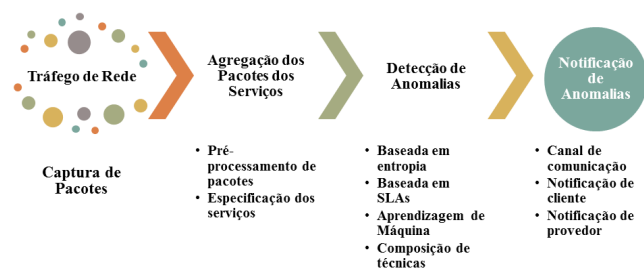 Tráfego de Rede
Captura de
Pacotes
Agregação dos
Pacotes dos
Serviços
• Pré-
processamento de
pacotes
• Especificação dos
serviços
Detecção de
Anomalias
• Baseada em
entropia
• Baseada em
SLAs
• Aprendizagem de
Máquina
• Composição de
técnicas
Notificação
de
Anomalias
• Canal de
comunicação
• Notificação de
cliente
• Notificação de
provedor